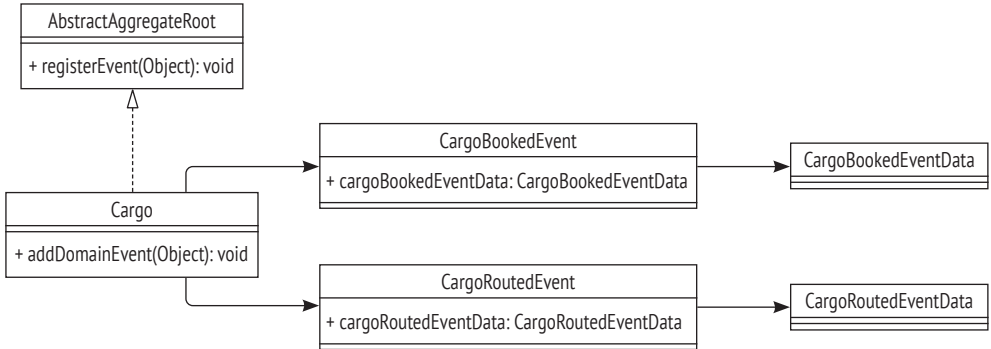 AbstractAggregateRoot
+ registerEvent(Object): void
Cargo
+ addDomainEvent(Object): void
CargoBookedEvent
+ cargoBookedEventData: CargoBookedEventData
CargoBookedEventData
CargoRoutedEvent
+ cargoRoutedEventData: CargoRoutedEventData
CargoRoutedEventData